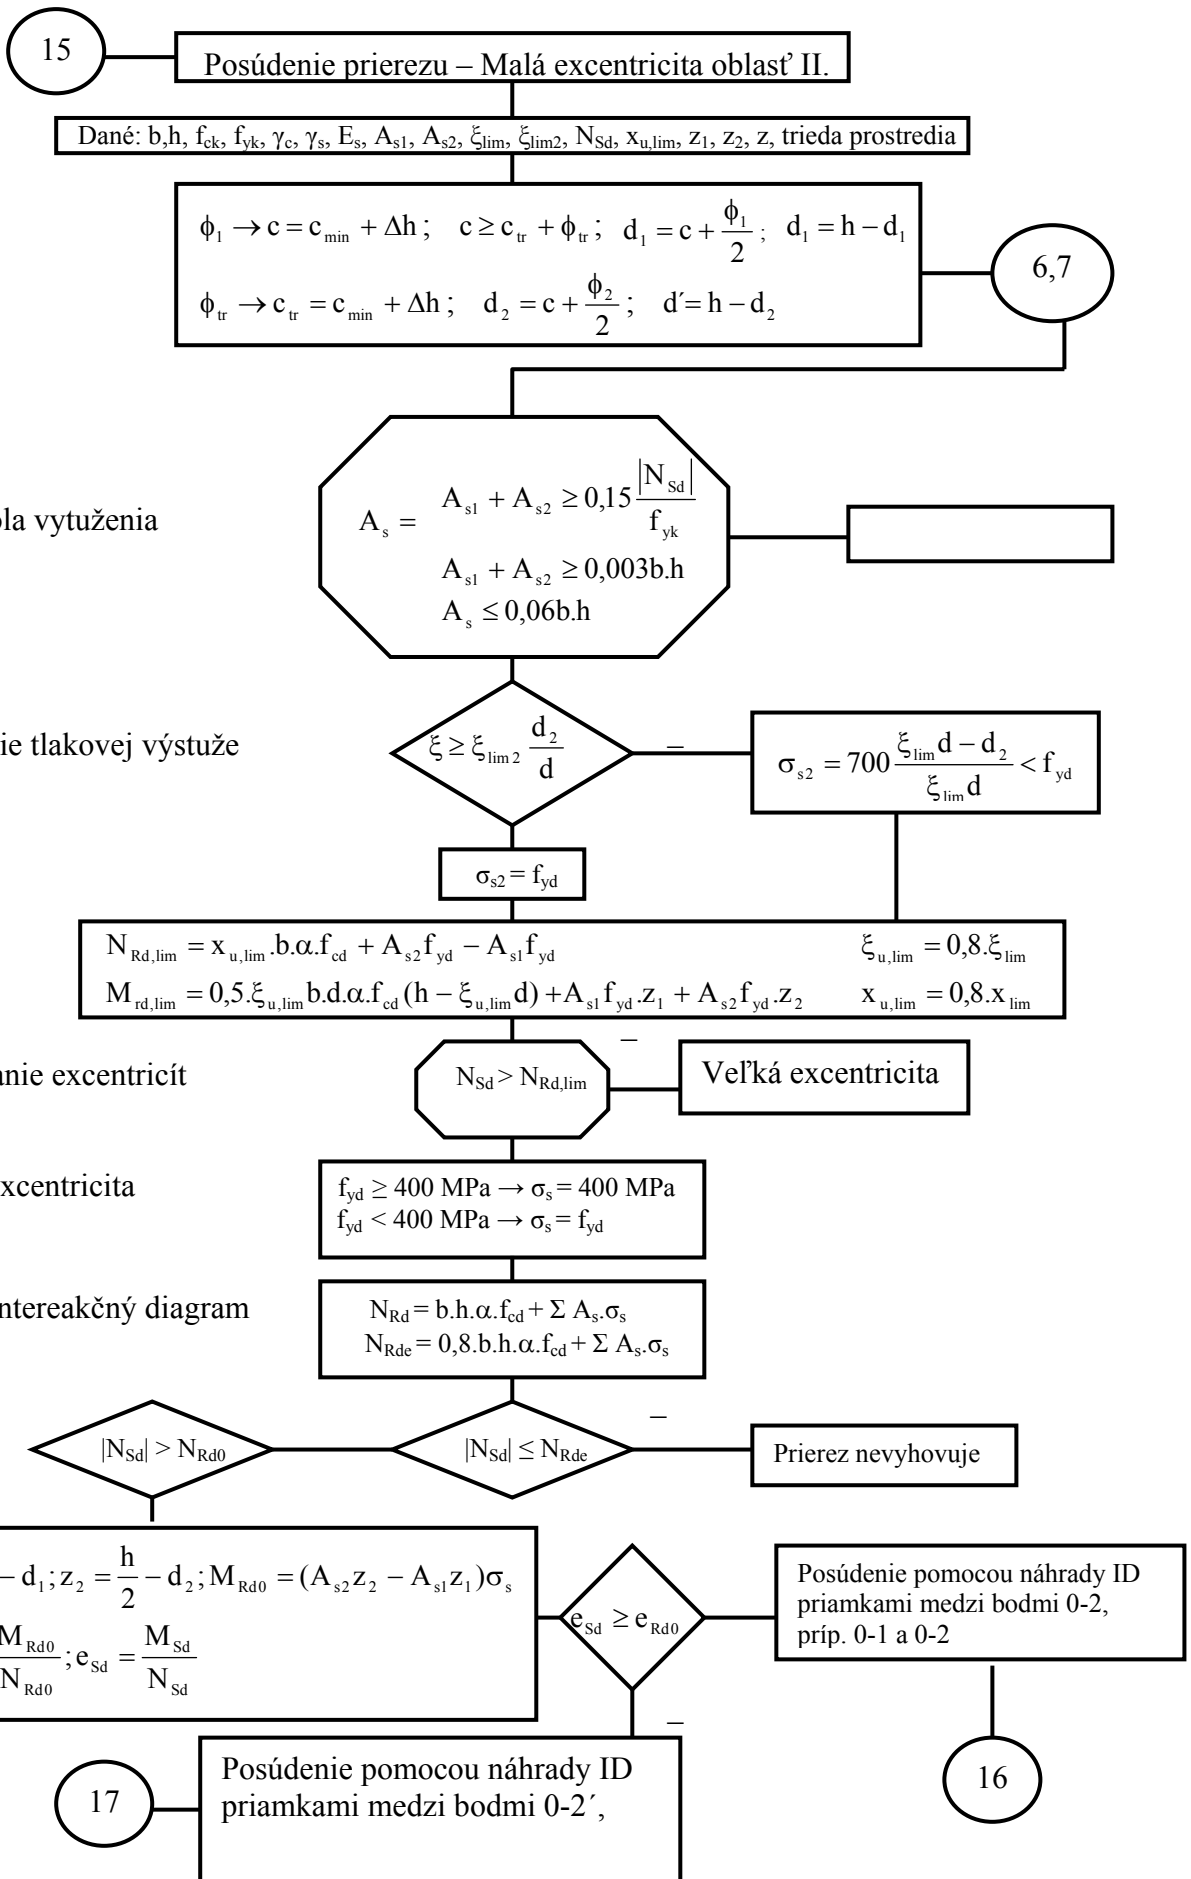 15
Posúdenie prierezu – Malá excentricita oblasť II.
Dané: b,h, f_ck, f_yk, γ_c, γ_s, E_s, A_s1, A_s2, ξ_lim, ξ_lim2, N_Sd, x_u,lim, z_1, z_2, z, trieda prostredia
ϕ_1 → c = c_min + Δh ; c ≥ c_tr + ϕ_tr ; d_1 = c + ϕ_1/2 ; d_1 = h − d_1
ϕ_tr → c_tr = c_min + Δh ; d_2 = c + ϕ_2/2 ; d´= h − d_2
6,7
A_s1 + A_s2 ≥ 0,15 |N_Sd|/f_yk
ola vytuženia
A_s =
A_s1 + A_s2 ≥ 0,003b.h
A_s ≤ 0,06b.h
ie tlakovej výstuže
ξ ≥ ξ_lim 2 d_2/d
–
σ_s2 = 700 (ξ_lim d − d_2)/(ξ_lim d) < f_yd
σ_s2 = f_yd
N_Rd,lim = x_u,lim .b.α.f_cd + A_s2 f_yd − A_s1 f_yd ξ_u,lim = 0,8.ξ_lim
M_rd,lim = 0,5.ξ_u,lim b.d.α.f_cd (h − ξ_u,lim d) + A_s1 f_yd .z_1 + A_s2 f_yd .z_2 x_u,lim = 0,8.x_lim
–
anie excentricít
N_Sd > N_Rd,lim
Veľká excentricita
xcentricita
f_yd ≥ 400 MPa → σ_s = 400 MPa
f_yd < 400 MPa → σ_s = f_yd
ntereakčný diagram
N_Rd = b.h.α.f_cd + Σ A_s.σ_s
N_Rde = 0,8.b.h.α.f_cd + Σ A_s.σ_s
–
|N_Sd| > N_Rd0
|N_Sd| ≤ N_Rde
Prierez nevyhovuje
− d_1 ; z_2 = h/2 − d_2 ; M_Rd0 = (A_s2 z_2 − A_s1 z_1)σ_s
M_Rd0/N_Rd0 ; e_Sd = M_Sd/N_Sd
e_Sd ≥ e_Rd0
Posúdenie pomocou náhrady ID
priamkami medzi bodmi 0-2,
príp. 0-1 a 0-2
–
17
Posúdenie pomocou náhrady ID
priamkami medzi bodmi 0-2´,
16